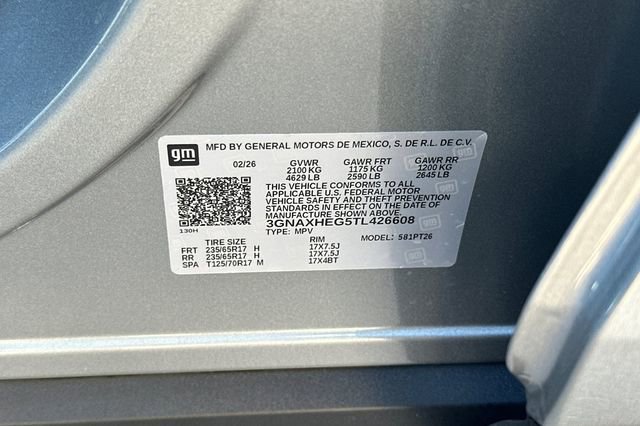 gm MFD BY GENERAL MOTORS DE MEXICO, S. DE R.L. DE C.V.
02/26 GVWR GAWR FRT GAWR RR
2100 KG 1175 KG 1200 KG
4629 LB 2590 LB 2645 LB
THIS VEHICLE CONFORMS TO ALL
APPLICABLE U.S. FEDERAL MOTOR
VEHICLE SAFETY AND THEFT PREVENTION
STANDARDS IN EFFECT ON THE DATE OF
MANUFACTURE SHOWN ABOVE.
3GNAXHEG5TL426608
130H TYPE: MPV
TIRE SIZE RIM MODEL: 581PT26
FRT 235/65R17 H 17X7.5J
RR 235/65R17 H 17X7.5J
SPA T125/70R17 M 17X4BT